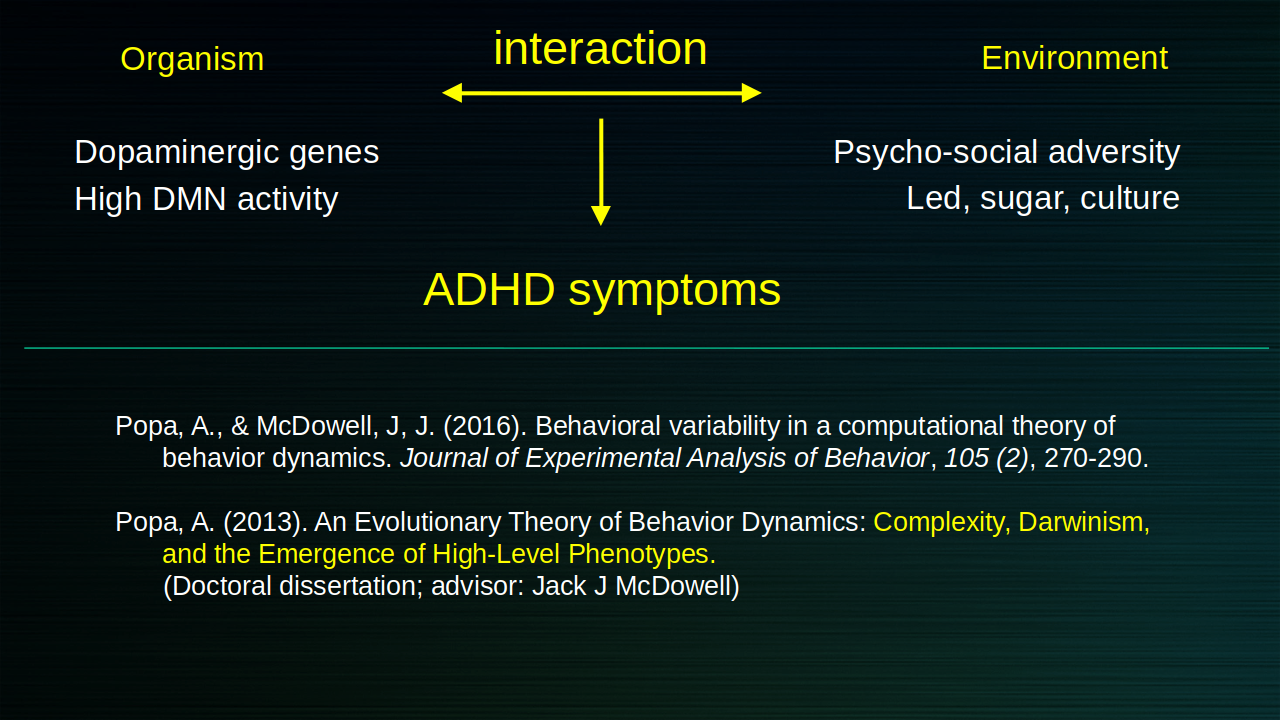 Organism
interaction
Environment
Dopaminergic genes
Psycho-social adversity
High DMN activity
Led, sugar, culture
ADHD symptoms
Popa, A., & McDowell, J, J. (2016). Behavioral variability in a computational theory of
behavior dynamics. Journal of Experimental Analysis of Behavior, 105 (2), 270-290.
Popa, A. (2013). An Evolutionary Theory of Behavior Dynamics: Complexity, Darwinism,
and the Emergence of High-Level Phenotypes.
(Doctoral dissertation; advisor: Jack J McDowell)